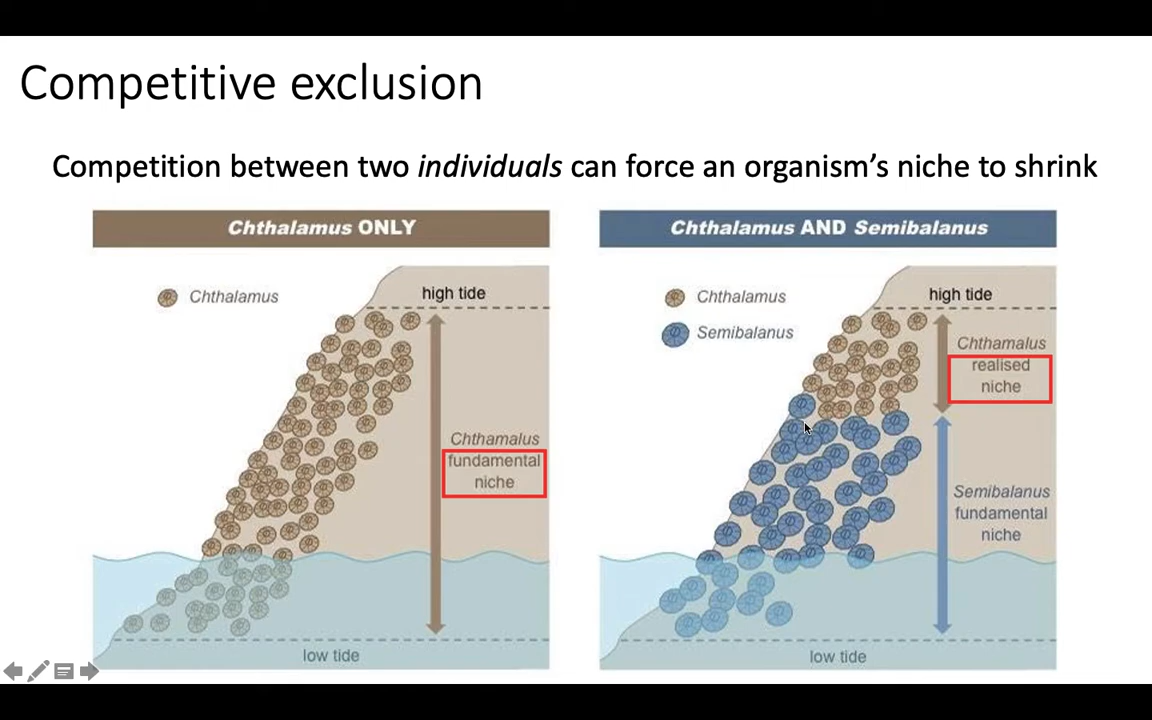 Competitive exclusion
Competition between two individuals can force an organism's niche to shrink
Chthalamus ONLY
Chthalamus
high tide
Chthamalus
fundamental
niche
low tide
Chthalamus AND Semibalanus
Chthalamus
Semibalanus
high tide
Chthamalus
realised
niche
Semibalanus
fundamental
niche
low tide